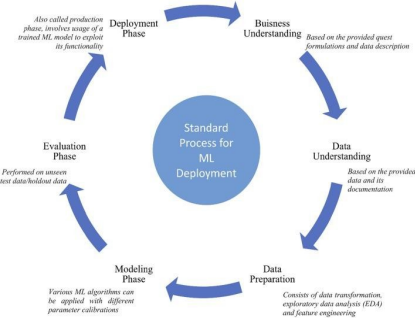 Also called production
phase, involves usage of a
trained ML model to exploit
its functionality
Deployment
Phase
Buisness
Understanding
Based on the provided quest
formulations and data description
Data
Understanding
Based on the provided
data and its
documentation
Data
Preparation
Consists of data transformation,
exploratory data analysis (EDA)
and feature engineering
Modeling
Phase
Various ML algorithms can
be applied with different
parameter calibrations
Evaluation
Phase
Performed on unseen
test data/holdout data
Standard
Process for
ML
Deployment